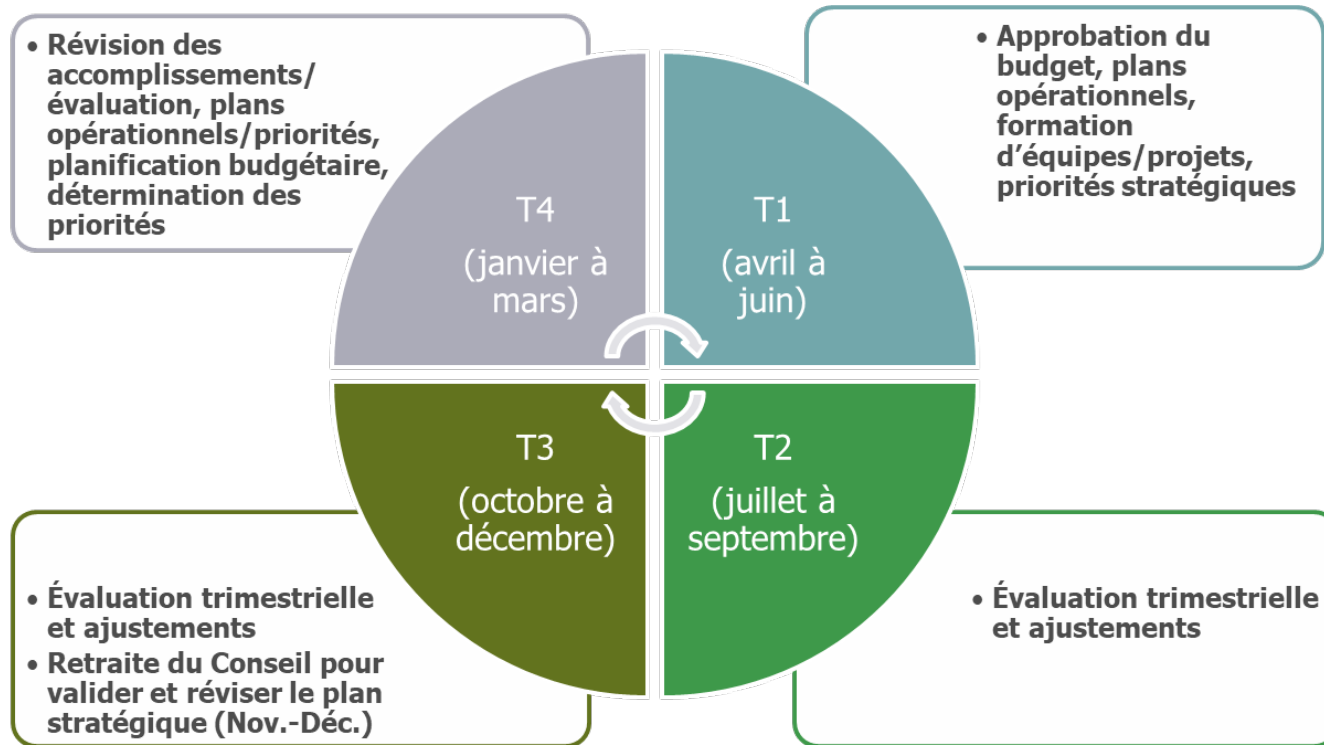 • Révision des
accomplissements/
évaluation, plans
opérationnels/priorités,
planification budgétaire,
détermination des
priorités
T4
(janvier à
mars)
T1
(avril à
juin)
• Approbation du
budget, plans
opérationnels,
formation
d’équipes/projets,
priorités stratégiques
T3
(octobre à
décembre)
T2
(juillet à
septembre)
• Évaluation trimestrielle
et ajustements
• Retraite du Conseil pour
valider et réviser le plan
stratégique (Nov.-Déc.)
• Évaluation trimestrielle
et ajustements